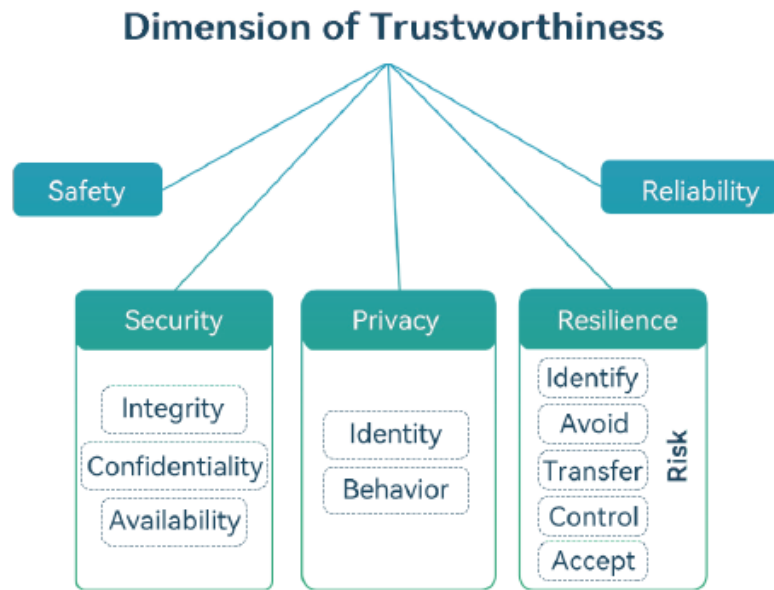 Dimension of Trustworthiness
Safety
Reliability
Security
Integrity
Confidentiality
Availability
Privacy
Identity
Behavior
Resilience
Identify
Avoid
Transfer
Control
Accept
Risk